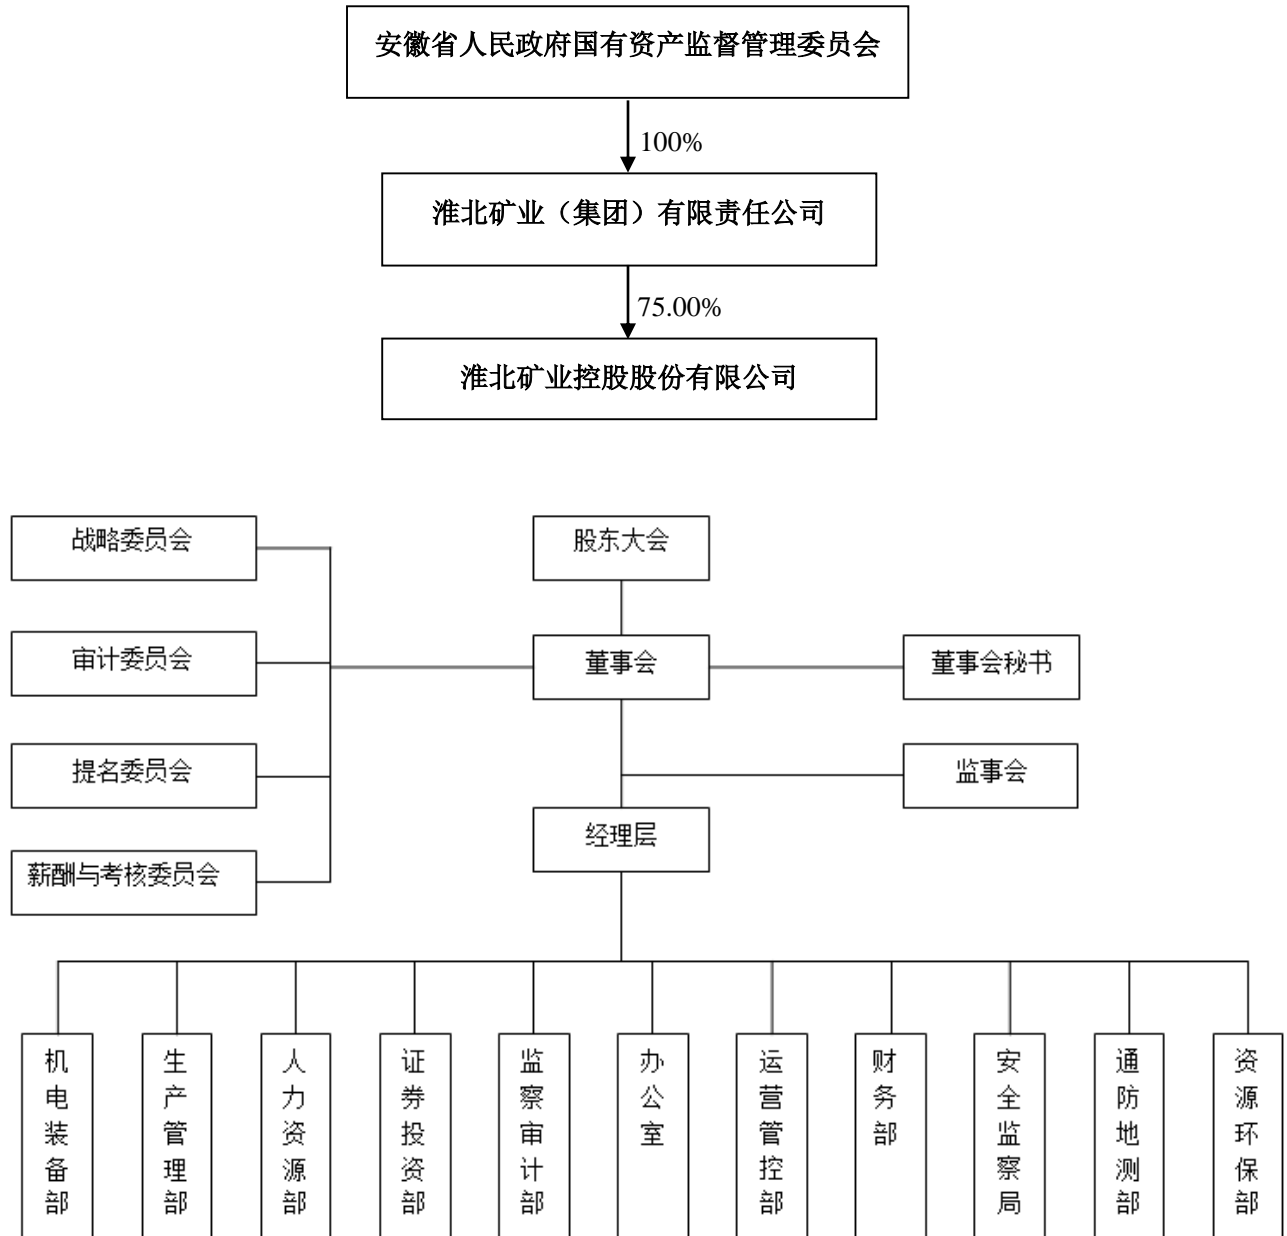 安徽省人民政府国有资产监督管理委员会
100%
淮北矿业（集团）有限责任公司
75.00%
淮北矿业控股股份有限公司
战略委员会
股东大会
审计委员会
董事会
董事会秘书
提名委员会
监事会
经理层
薪酬与考核委员会
机电装备部
生产管理部
人力资源部
证券投资部
监察审计部
办公室
运营管控部
财务部
安全监察局
通防地测部
资源环保部